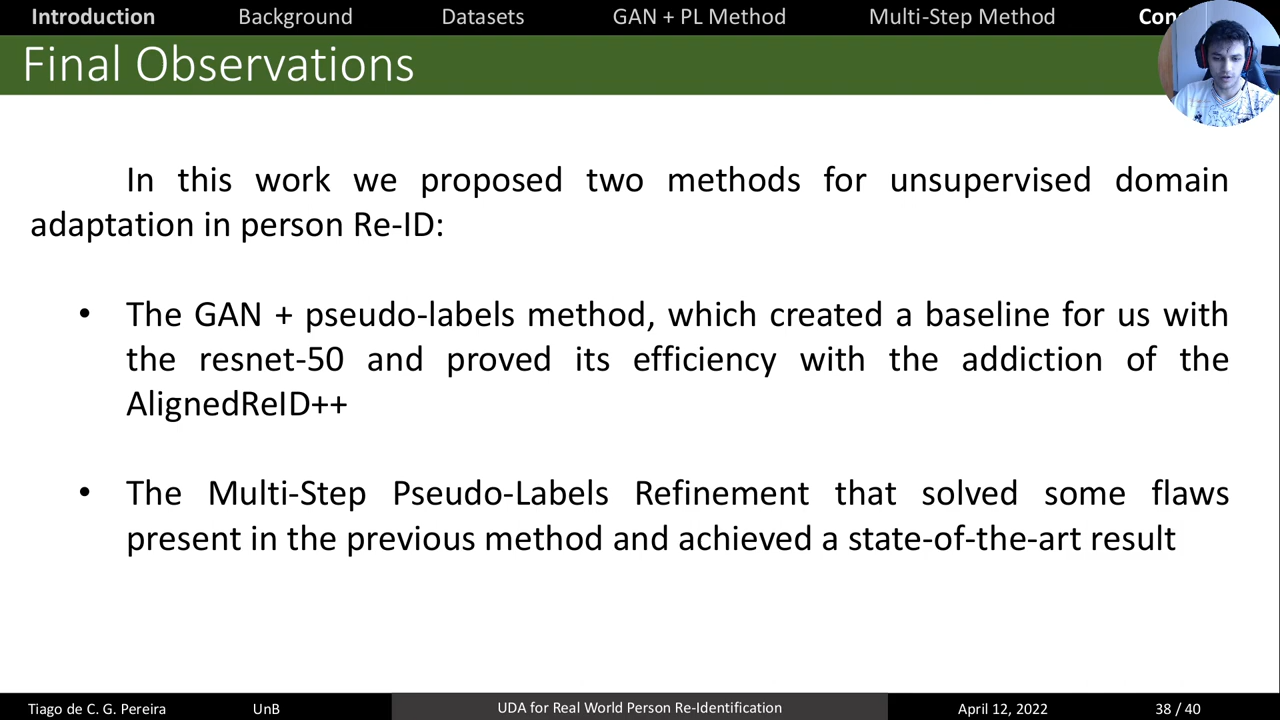 Introduction Background Datasets GAN + PL Method Multi-Step Method
Final Observations
In this work we proposed two methods for unsupervised domain
adaptation in person Re-ID:
• The GAN + pseudo-labels method, which created a baseline for us with
the resnet-50 and proved its efficiency with the addiction of the
AlignedReID++
• The Multi-Step Pseudo-Labels Refinement that solved some flaws
present in the previous method and achieved a state-of-the-art result
Tiago de C. G. Pereira UnB UDA for Real World Person Re-Identification April 12, 2022 38 / 40